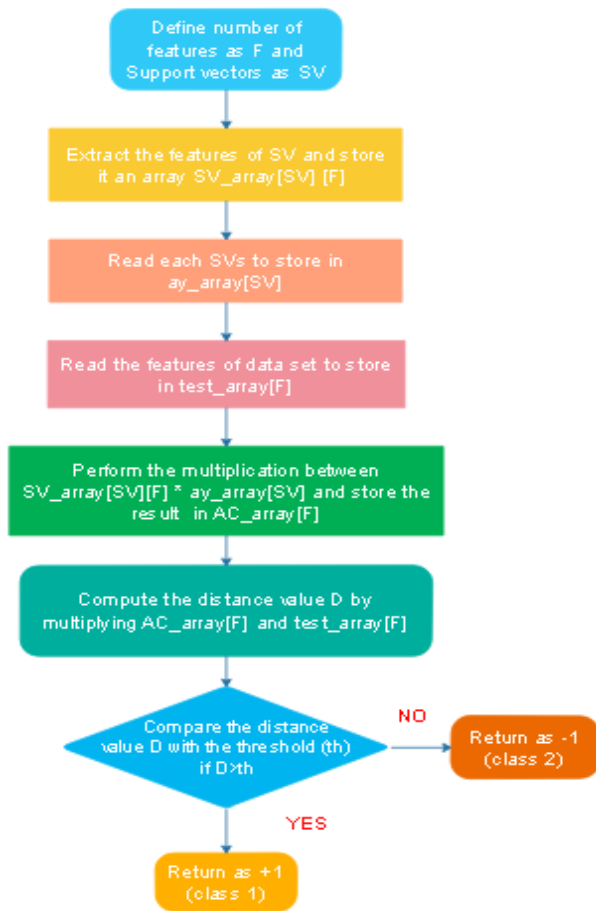 Define number of
features as F and
Support vectors as SV
Extract the features of SV and store
it an array SV_array[SV] [F]
Read each SVs to store in
ay_array[SV]
Read the features of data set to store
in test_array[F]
Perform the multiplication between
SV_array[SV][F] * ay_array[SV] and store the
result in AC_array[F]
Compute the distance value D by
multiplying AC_array[F] and test_array[F]
Compare the distance
value D with the threshold (th)
if D>th
NO
Return as -1
(class 2)
YES
Return as +1
(class 1)